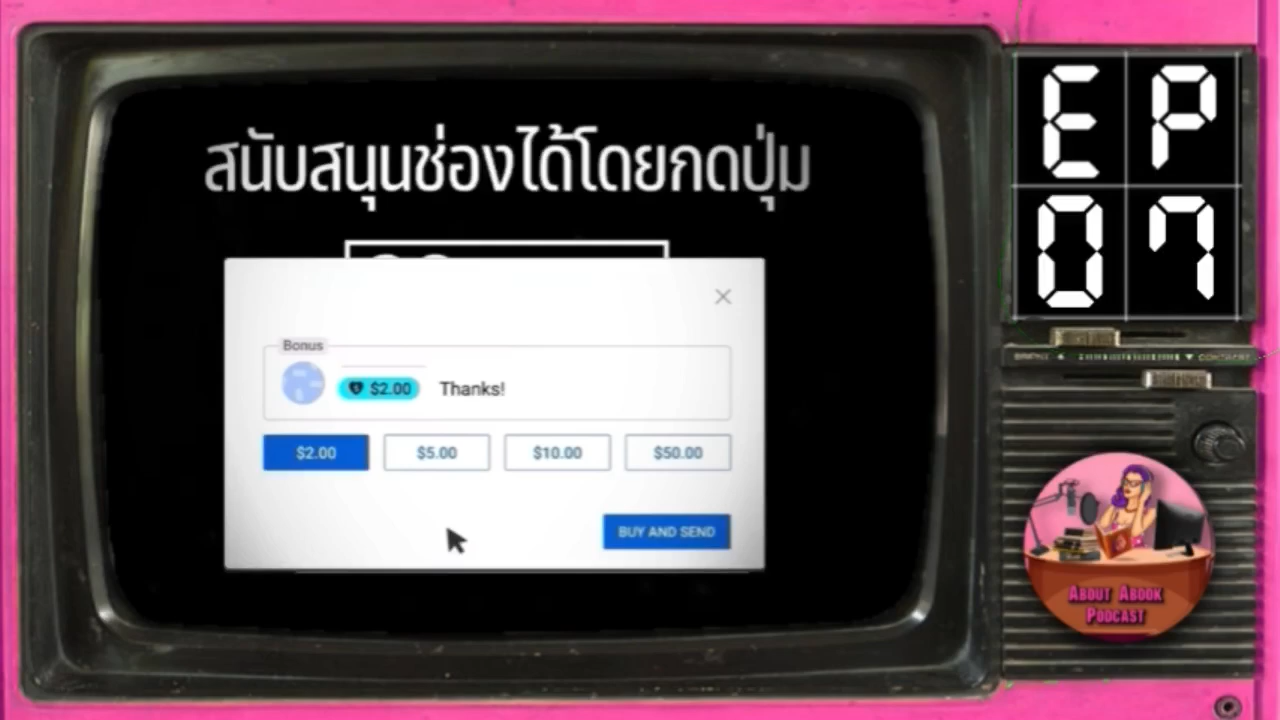 สนับสนุนช่องได้โดยกดปุ่ม
Bonus
$2.00 Thanks!
$2.00 $5.00 $10.00 $50.00
BUY AND SEND
EP
07
CONTRAST
ABOUT ABOOK
PODCAST